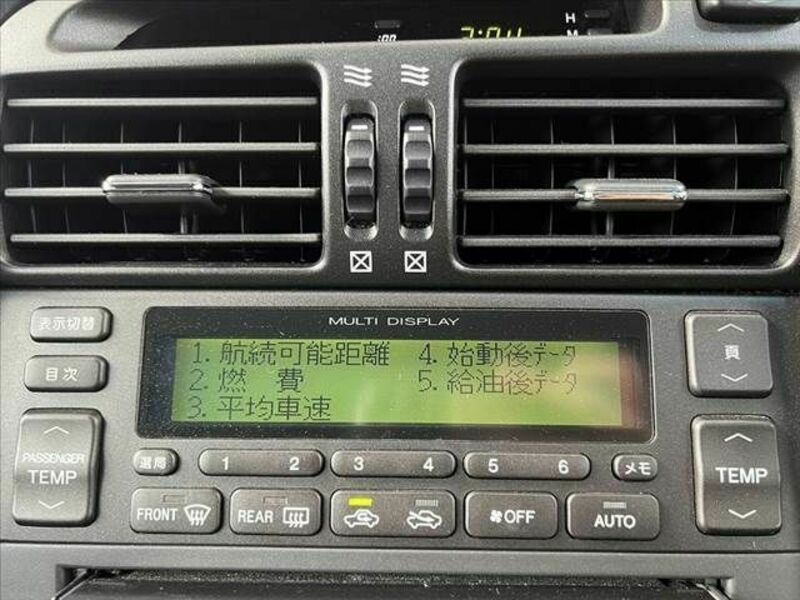 H
M
:00
MULTI DISPLAY
表示切替
目次
1. 航続可能距離 4. 始動後データ
2. 燃 費 5. 給油後データ
3. 平均車速
頁
PASSENGER
TEMP
選局
1 2
3 4
5 6
メモ
TEMP
FRONT
REAR
OFF
AUTO